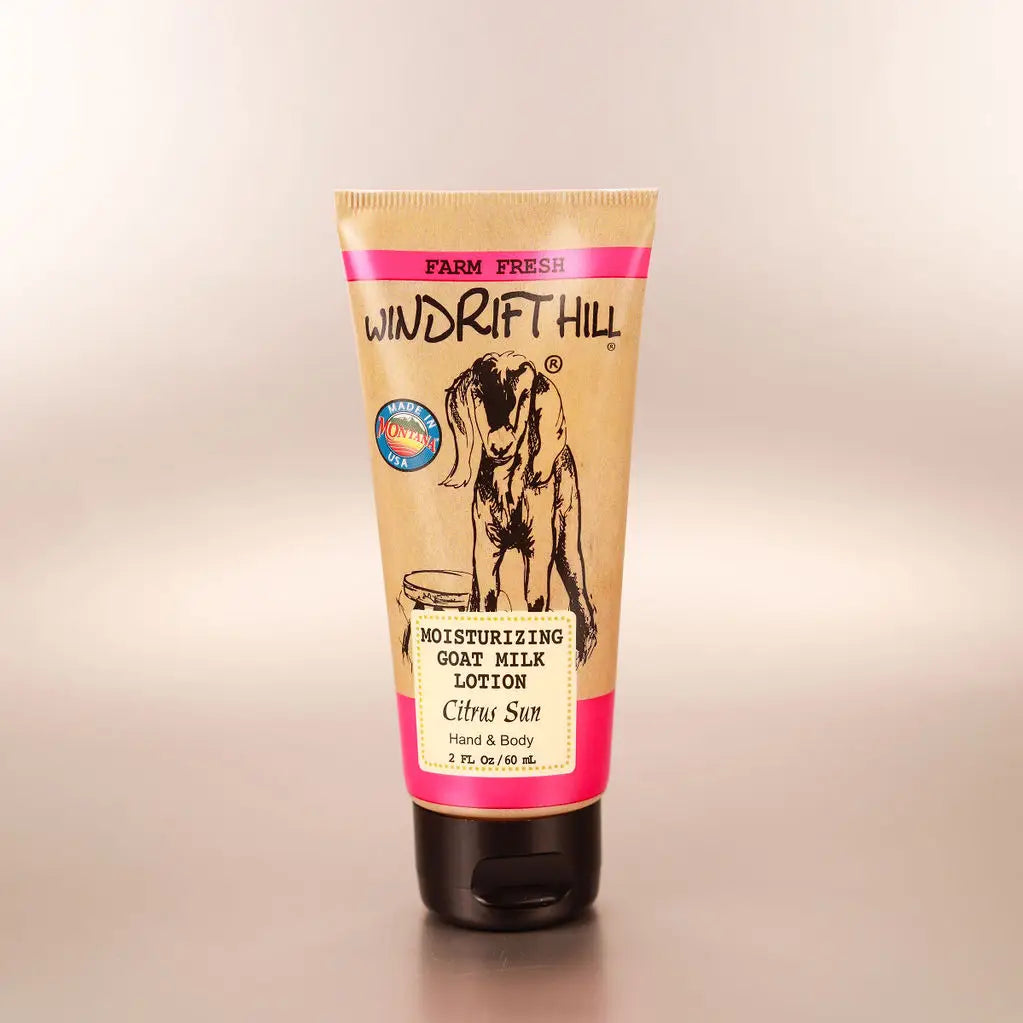 FARM FRESH
WINDRIFT HILL
®
®
MADE IN
MONTANA
USA
MOISTURIZING
GOAT MILK
LOTION
Citrus Sun
Hand & Body
2 FL Oz/60 mL